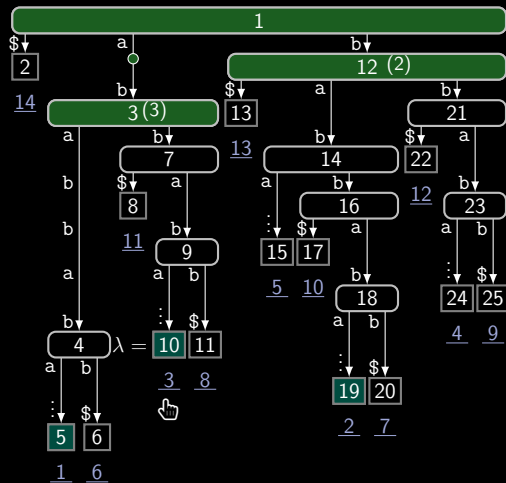 1
$ a b
2 12 (2)
14 b $ a b
3 (3) 13 21
a b 13 $ a
7 14 22
b $ a b 12 b
8 16 23
b 11 b ⋮ $ a ⋮ $
9 15 17 b 24 25
a a b 5 10 18 4 9
b ⋮ $ a b
4 λ = 10 11 ⋮ $
a b 3 8 19 20
⋮ $ 2 7
5 6
1 6